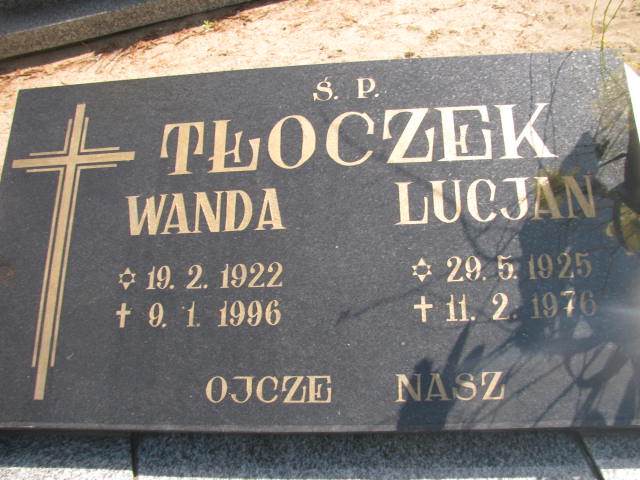 Ś. P.
TŁOCZEK
WANDA LUCJAN
✡ 19. 2. 1922 ✡ 29. 5. 1925
✝ 9. 1. 1996 ✝ 11. 2. 1976
OJCZE NASZ